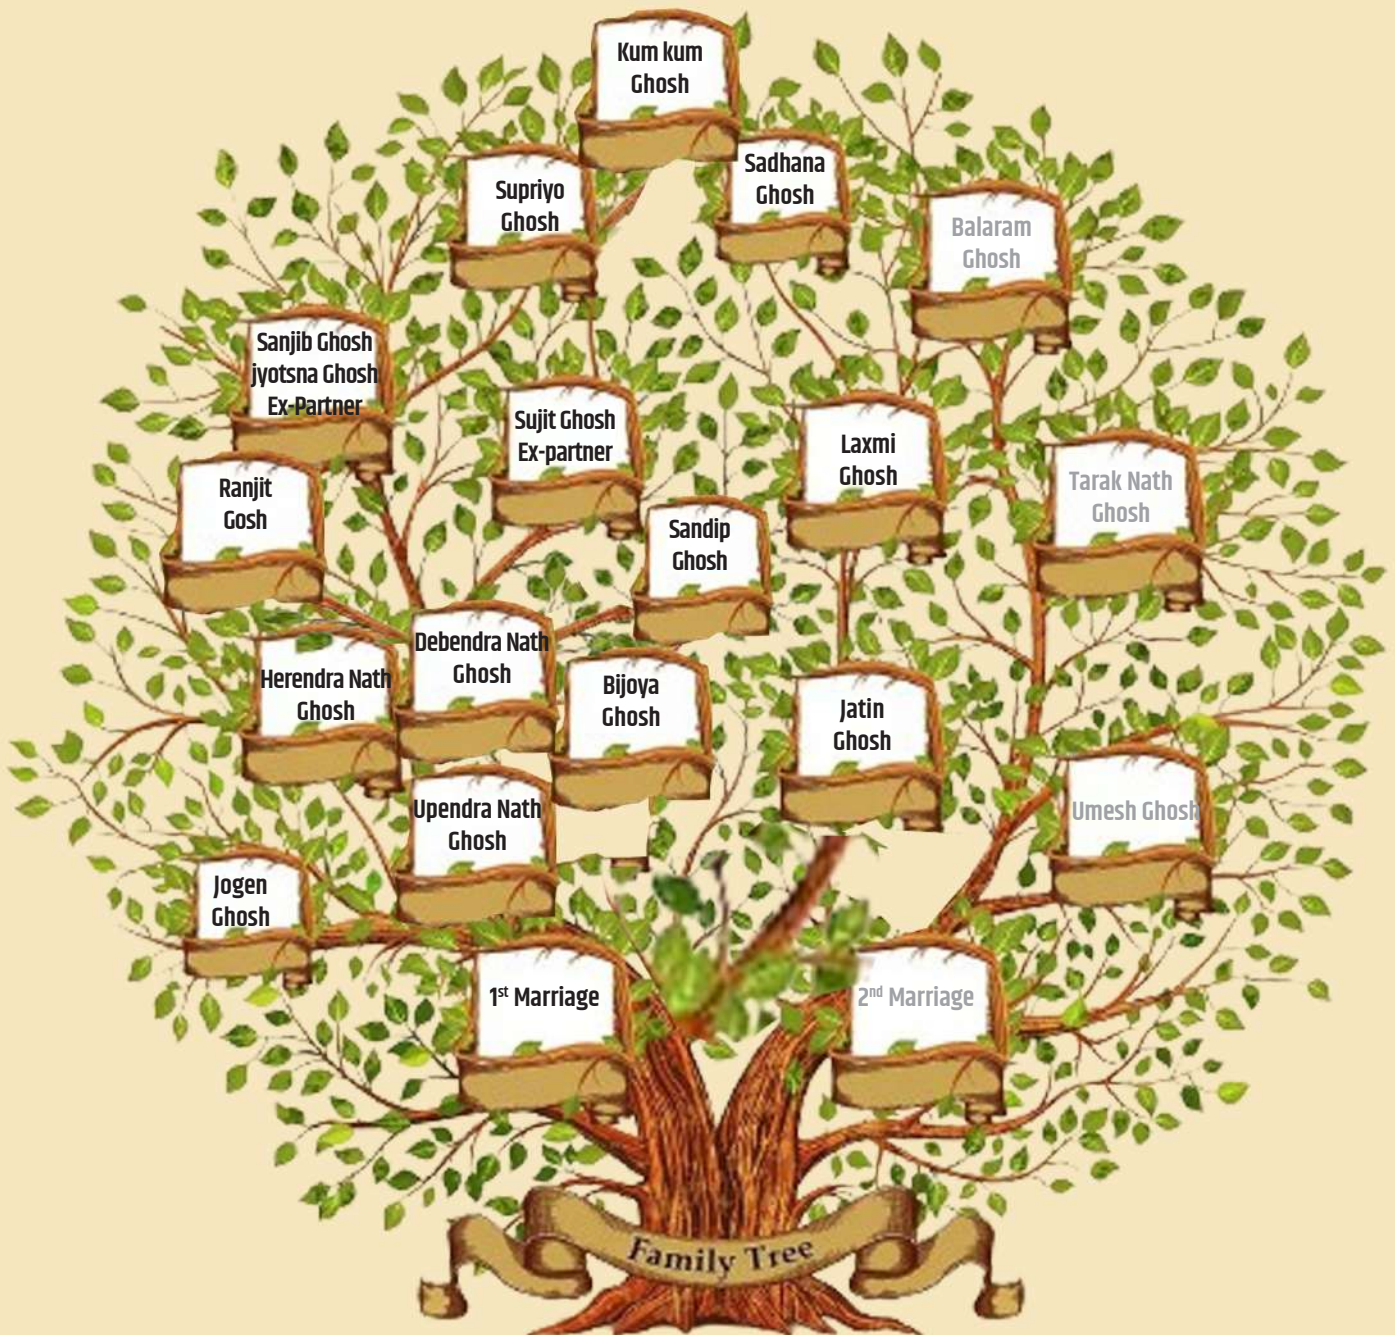 Kum kum
Ghosh
Sadhana
Ghosh
Supriyo
Ghosh
Balaram
Ghosh
Sanjib Ghosh
jyotsna Ghosh
Ex-Partner
Sujit Ghosh
Ex-partner
Laxmi
Ghosh
Tarak Nath
Ghosh
Ranjit
Gosh
Sandip
Ghosh
Debendra Nath
Ghosh
Herendra Nath
Ghosh
Bijoya
Ghosh
Jatin
Ghosh
Upendra Nath
Ghosh
Umesh Ghosh
Jogen
Ghosh
1st Marriage
2nd Marriage
Family Tree